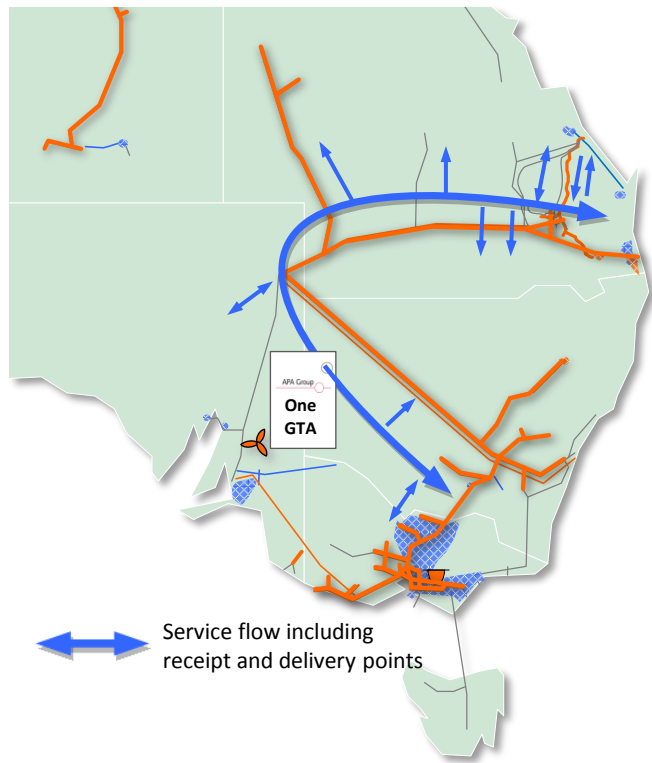 APA Group
One
GTA
Service flow including
receipt and delivery points